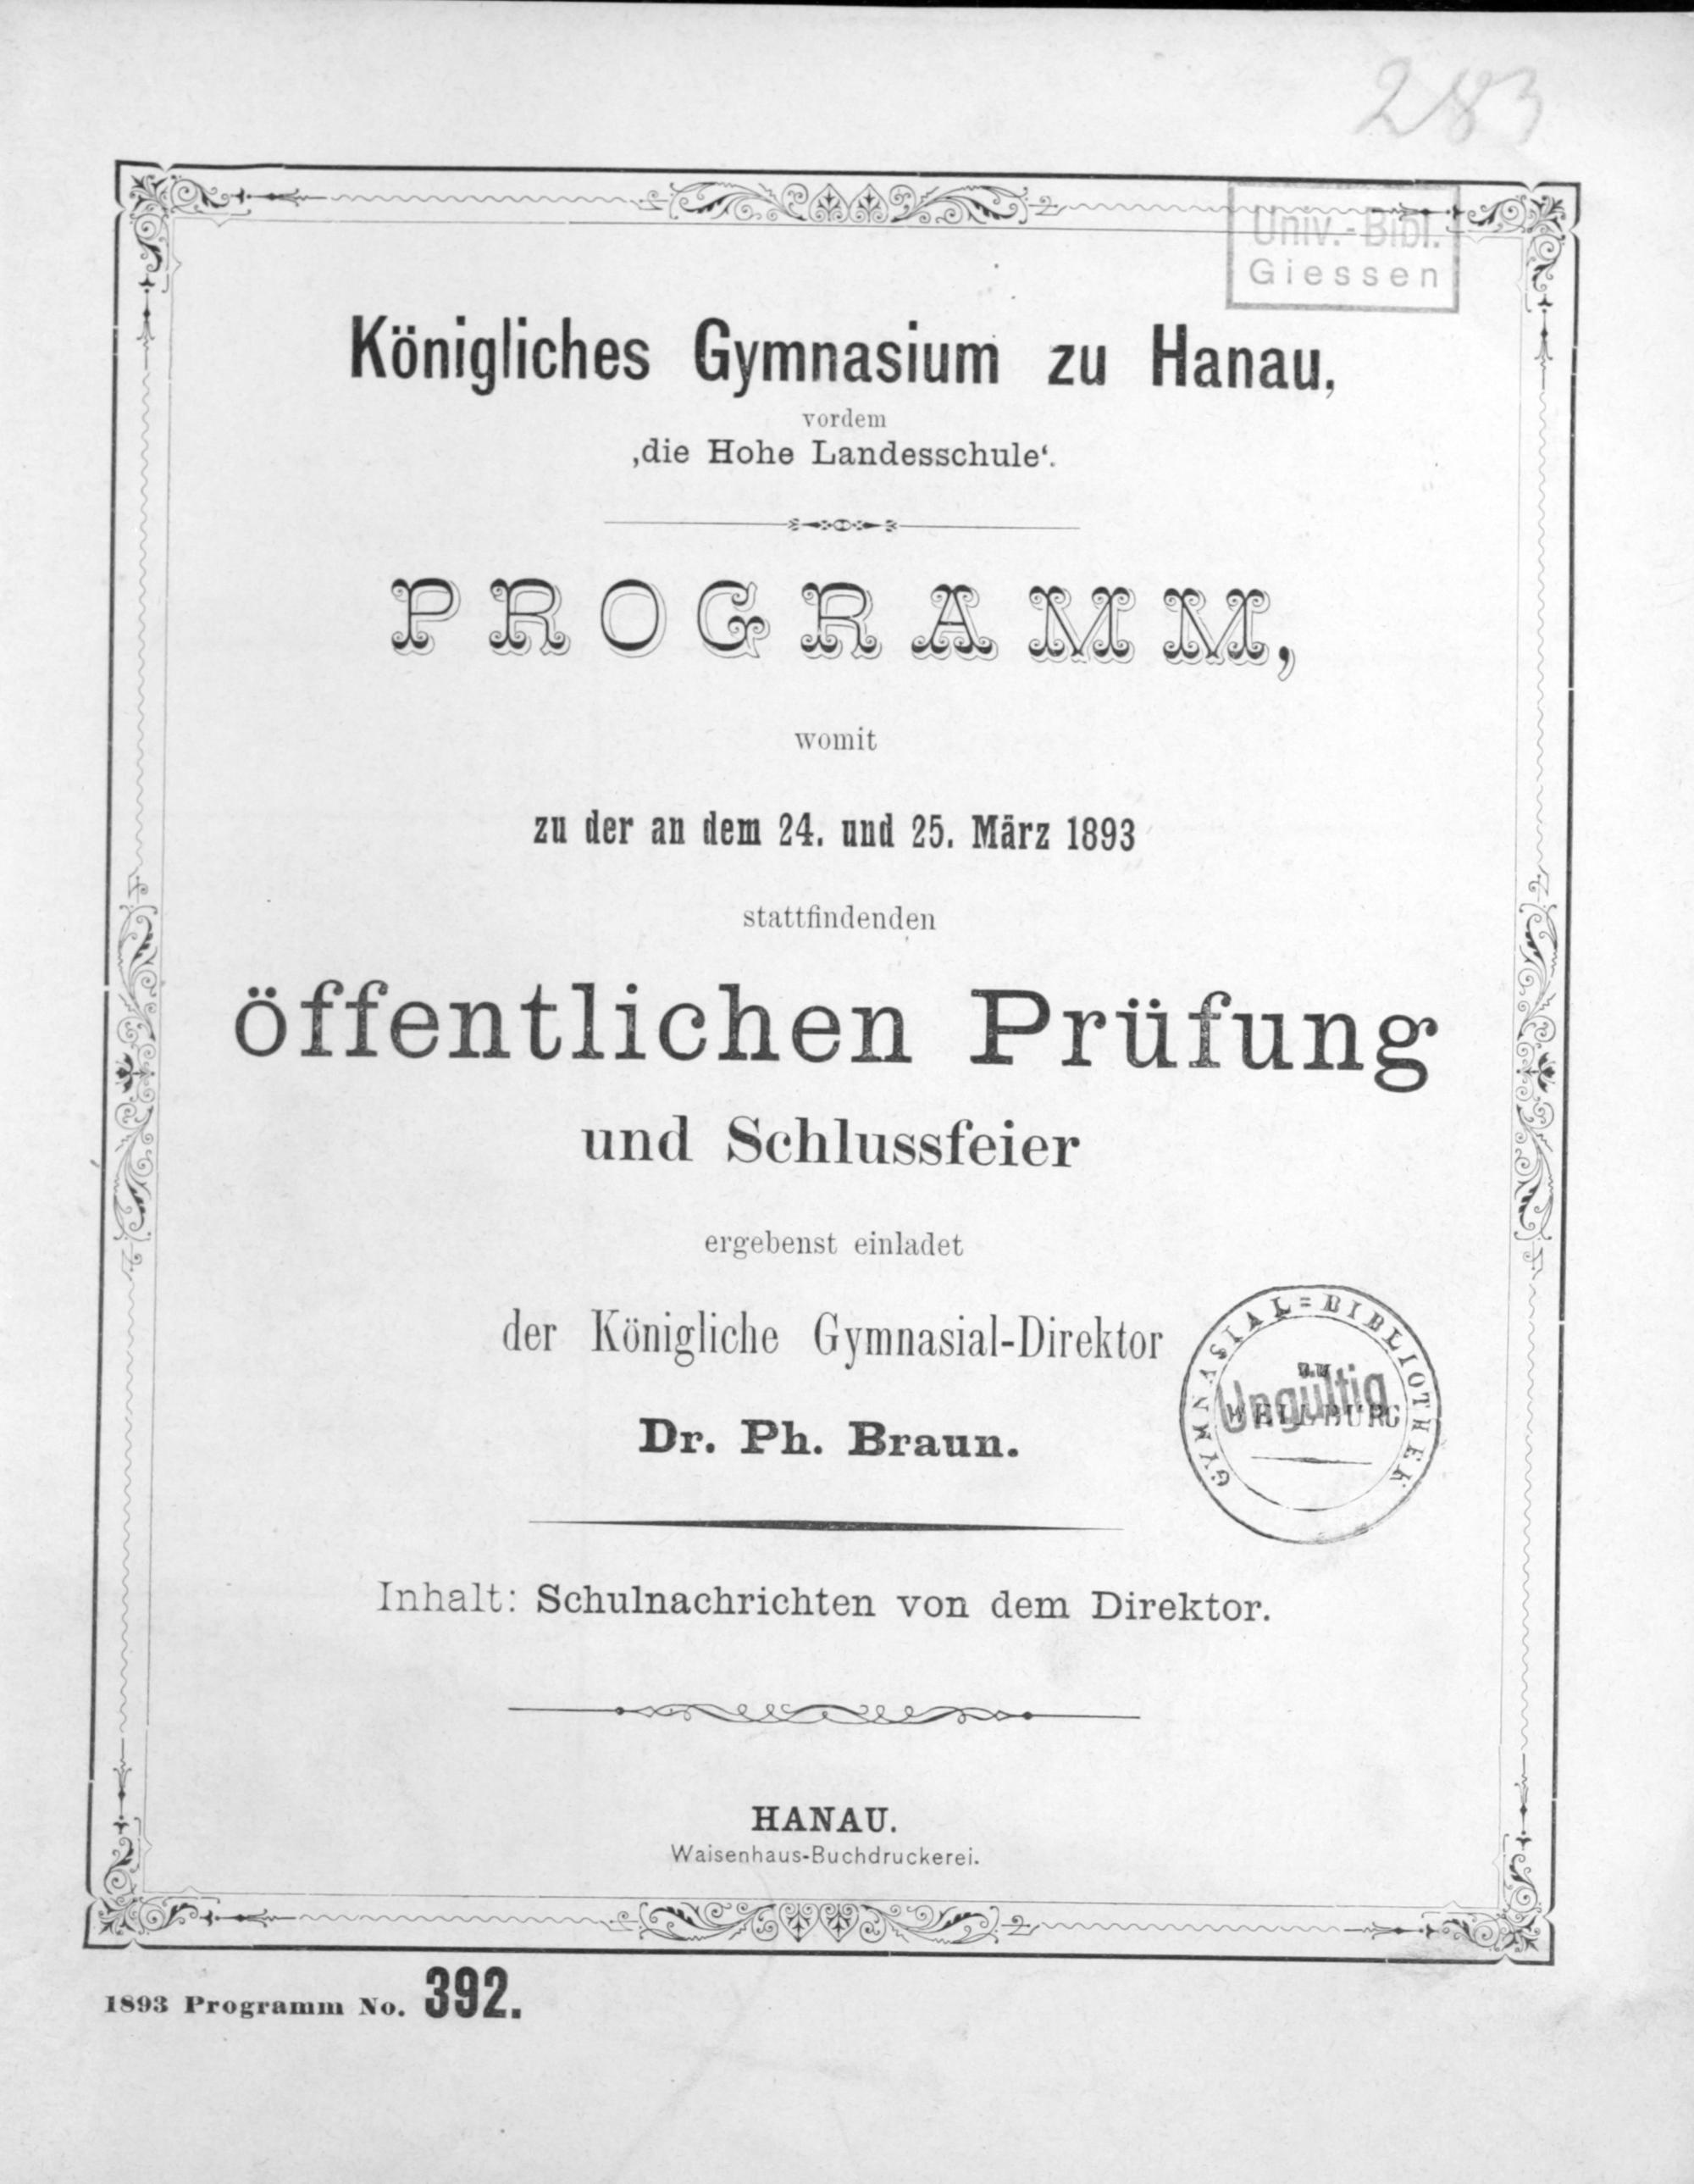 283
Univ.-Bibl.
Giessen
Königliches Gymnasium zu Hanau,
vordem
‚die Hohe Landesschule‘.
PROGRAMM,
womit
zu der an dem 24. und 25. März 1893
stattfindenden
öffentlichen Prüfung
und Schlussfeier
ergebenst einladet
der Königliche Gymnasial-Direktor
Dr. Ph. Braun.
GYMNASIAL=BIBLIOTHEK
ZU
WEILBURG
Ungültig
Inhalt: Schulnachrichten von dem Direktor.
HANAU.
Waisenhaus-Buchdruckerei.
1893 Programm No. 392.